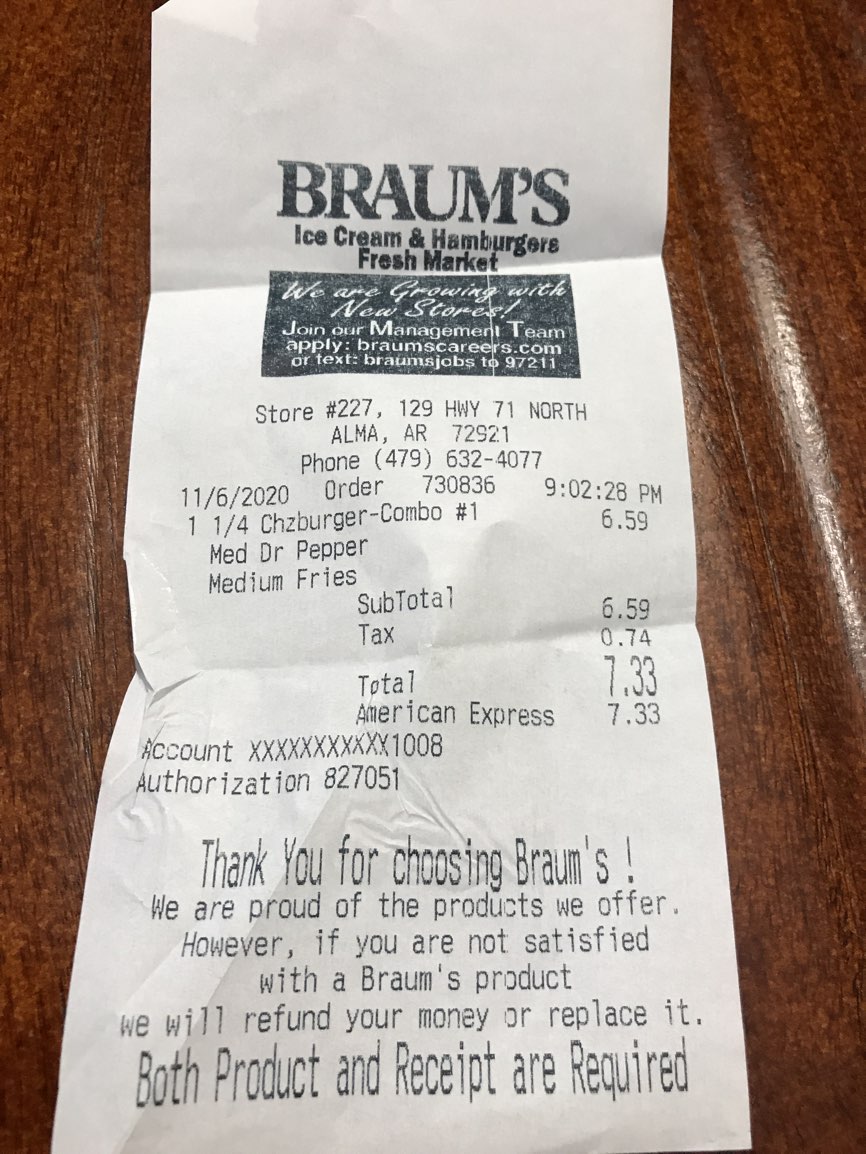 BRAUM'S
Ice Cream & Hamburgers
Fresh Market
We are Growing with
New Stores!
Join our Management Team
apply: braumscareers.com
or text: braumsjobs to 97211
Store #227, 129 HWY 71 NORTH
ALMA, AR 72921
Phone (479) 632-4077
11/6/2020 Order 730836 9:02:28 PM
1 1/4 Chzburger-Combo #1 6.59
Med Dr Pepper
Medium Fries
SubTotal 6.59
Tax 0.74
Total 7.33
American Express 7.33
Account XXXXXXXXXXX1008
Authorization 827051
Thank You for choosing Braum's !
We are proud of the products we offer.
However, if you are not satisfied
with a Braum's product
we will refund your money or replace it.
Both Product and Receipt are Required